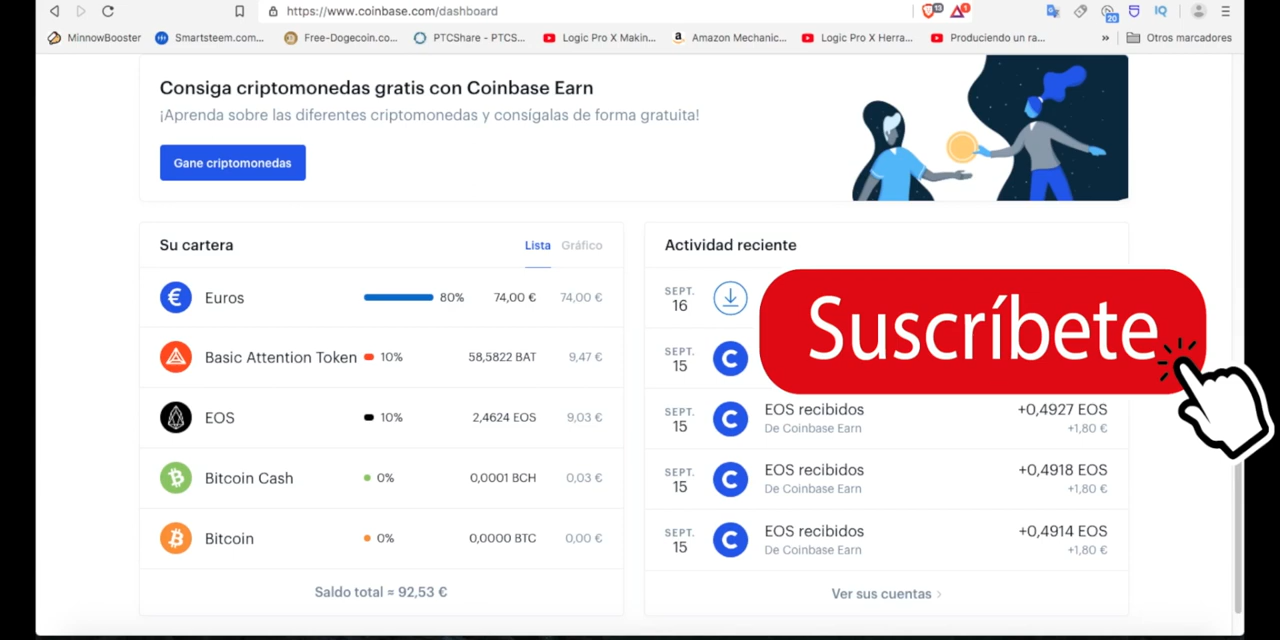 https://www.coinbase.com/dashboard
13
1
20
IQ
MinnowBooster
Smartsteem.com...
Free-Dogecoin.co...
PTCShare - PTCS...
Logic Pro X Makin...
Amazon Mechanic...
Logic Pro X Herra...
Produciendo un ra...
»
Otros marcadores
Consiga criptomonedas gratis con Coinbase Earn
¡Aprenda sobre las diferentes criptomonedas y consígalas de forma gratuita!
Gane criptomonedas
Su cartera
Lista Gráfico
Euros 80% 74,00 € 74,00 €
Basic Attention Token 10% 58,5822 BAT 9,47 €
EOS 10% 2,4624 EOS 9,03 €
Bitcoin Cash 0% 0,0001 BCH 0,03 €
Bitcoin 0% 0,0000 BTC 0,00 €
Saldo total = 92,53 €
Actividad reciente
SEPT.
16
SEPT.
15
Suscríbete
SEPT.
15
EOS recibidos +0,4927 EOS
De Coinbase Earn +1,80 €
SEPT.
15
EOS recibidos +0,4918 EOS
De Coinbase Earn +1,80 €
SEPT.
15
EOS recibidos +0,4914 EOS
De Coinbase Earn +1,80 €
Ver sus cuentas >